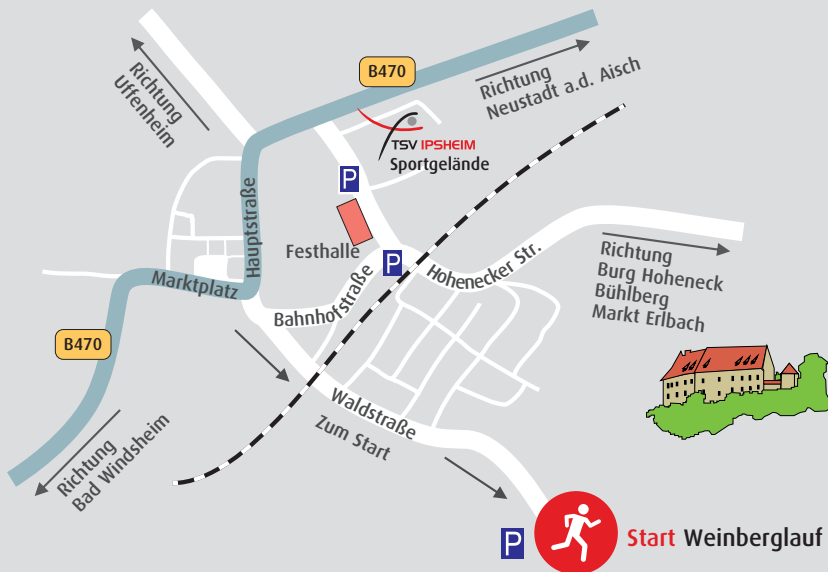 B470
Richtung
Neustadt a.d. Aisch
Richtung
Uffenheim
TSV IPSHEIM
Sportgelände
P
Hauptstraße
Festhalle
P
Hohenecker Str.
Richtung
Burg Hoheneck
Bühlberg
Markt Erlbach
Marktplatz
Bahnhofstraße
B470
Waldstraße
Zum Start
Richtung
Bad Windsheim
P
Start Weinberglauf